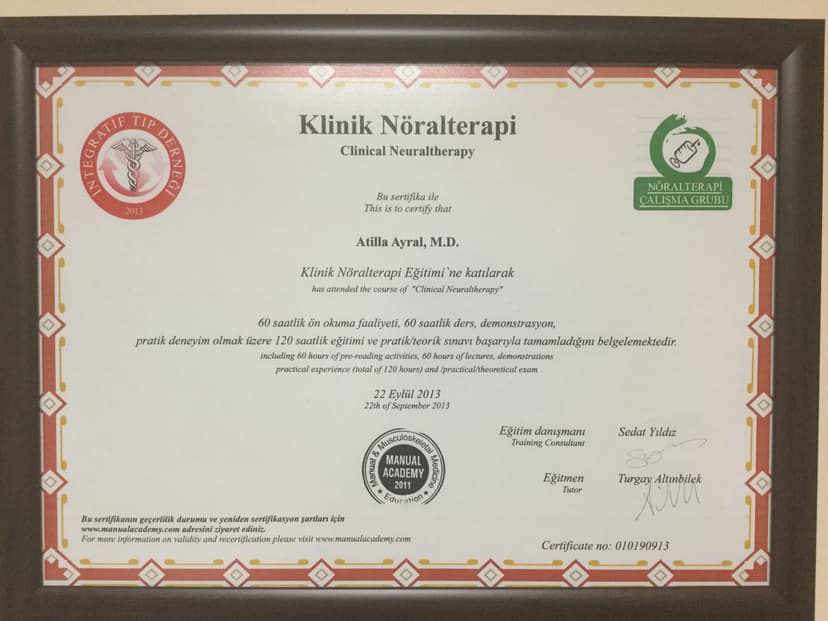 Klinik Nöralterapi
Clinical Neuraltherapy
İNTEGRATİF TIP DERNEĞİ
2013
NÖRALTERAPİ
ÇALIŞMA GRUBU
Bu sertifika ile
This is to certify that
Atilla Ayral, M.D.
Klinik Nöralterapi Eğitimi`ne katılarak
has attended the course of "Clinical Neuraltherapy"
60 saatlik ön okuma faaliyeti, 60 saatlik ders, demonstrasyon,
pratik deneyim olmak üzere 120 saatlik eğitimi ve pratik/teorik sınavı başarıyla tamamladığını belgelemektedir.
including 60 hours of pre-reading activities, 60 hours of lectures, demonstrations
practical experience (total of 120 hours) and /practical/theoretical exam
22 Eylül 2013
22th of September 2013
Eğitim danışmanı Sedat Yıldız
Training Consultant
Eğitmen Turgay Altınbilek
Tutor
Manual & Musculoskeletal Medicine
MANUAL
ACADEMY
2011
Education
Bu sertifikanın geçerlilik durumu ve yeniden sertifikasyon şartları için
www.manualacademy.com adresini ziyaret ediniz.
For more information on validity and recertification please visit www.manualacademy.com
Certificate no: 010190913